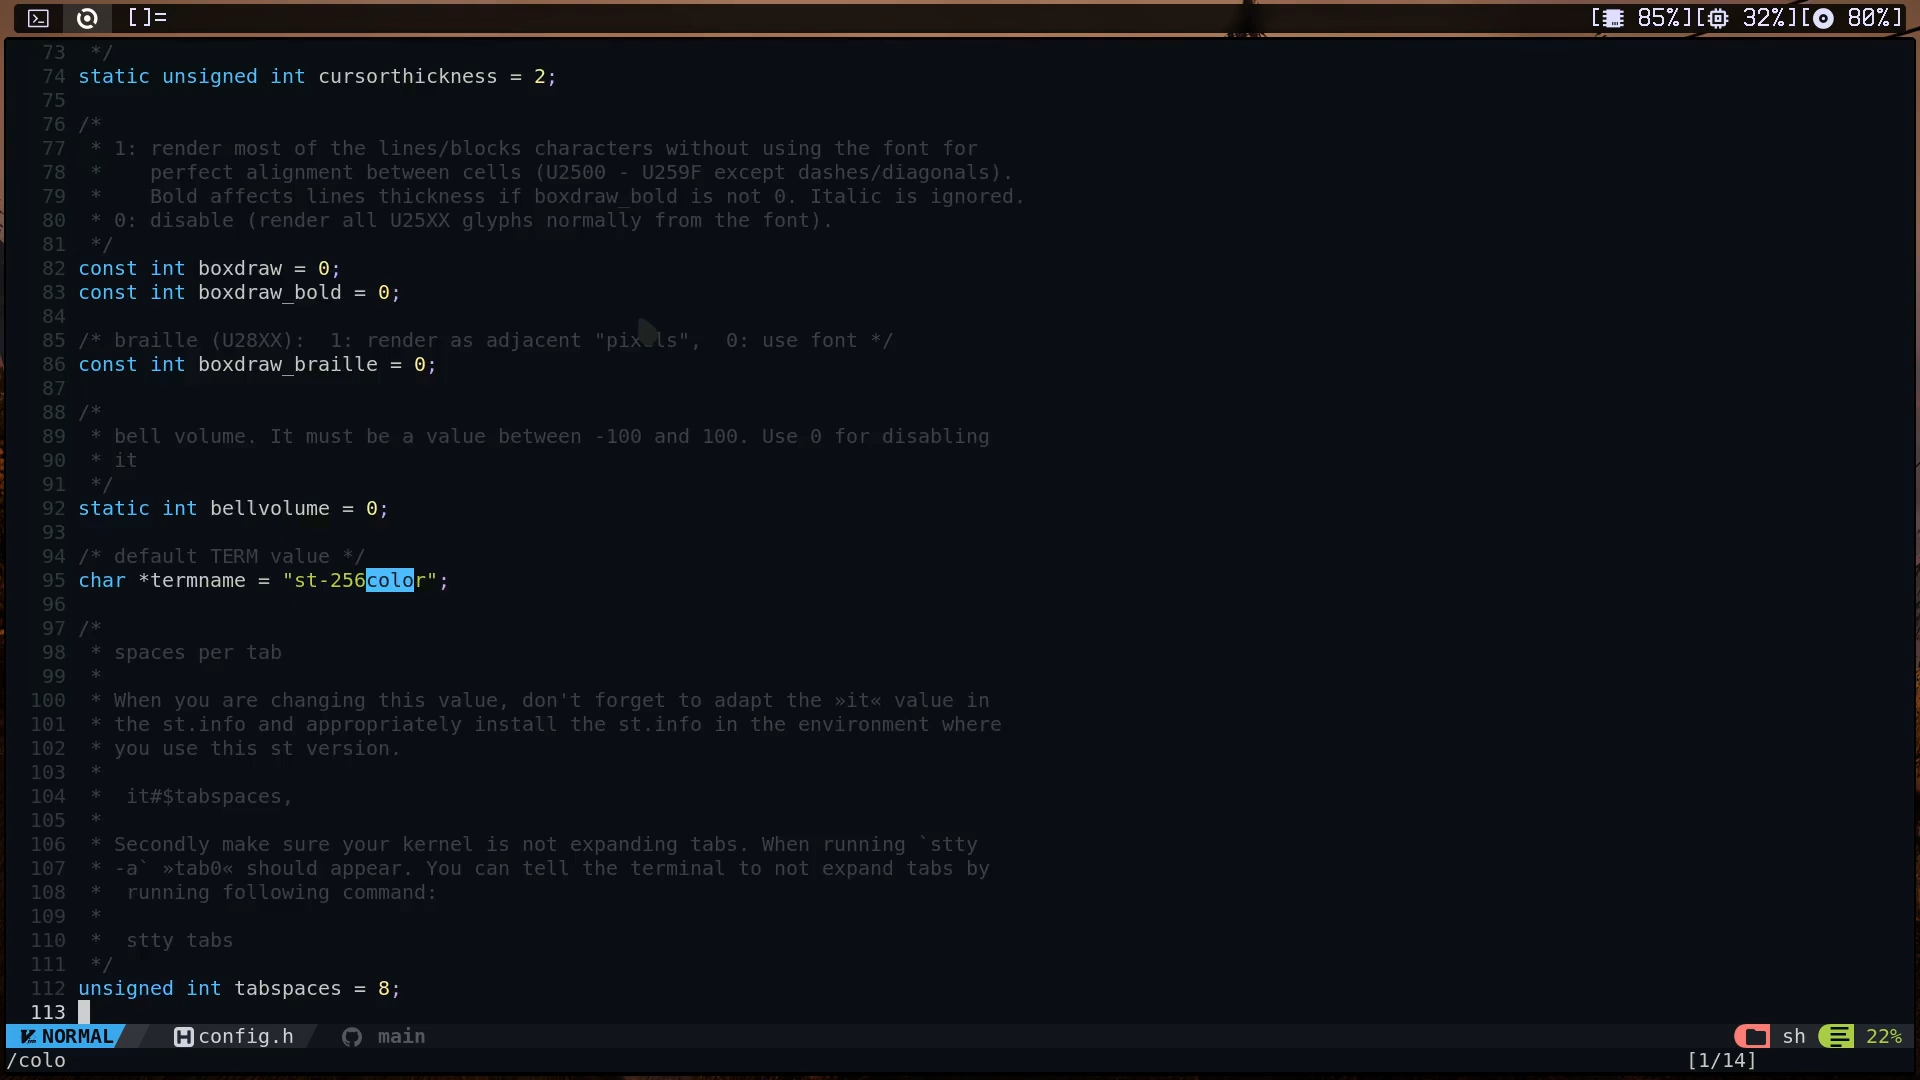 []=
[ 85%][ 32%][ 80%]
73 */
74 static unsigned int cursorthickness = 2;
75
76 /*
77 * 1: render most of the lines/blocks characters without using the font for
78 * perfect alignment between cells (U2500 - U259F except dashes/diagonals).
79 * Bold affects lines thickness if boxdraw_bold is not 0. Italic is ignored.
80 * 0: disable (render all U25XX glyphs normally from the font).
81 */
82 const int boxdraw = 0;
83 const int boxdraw_bold = 0;
84
85 /* braille (U28XX):  1: render as adjacent "pixels",  0: use font */
86 const int boxdraw_braille = 0;
87
88 /*
89 * bell volume. It must be a value between -100 and 100. Use 0 for disabling
90 * it
91 */
92 static int bellvolume = 0;
93
94 /* default TERM value */
95 char *termname = "st-256color";
96
97 /*
98 * spaces per tab
99 *
100 * When you are changing this value, don't forget to adapt the »it« value in
101 * the st.info and appropriately install the st.info in the environment where
102 * you use this st version.
103 *
104 *  it#$tabspaces,
105 *
106 * Secondly make sure your kernel is not expanding tabs. When running `stty
107 * -a` »tab0« should appear. You can tell the terminal to not expand tabs by
108 *  running following command:
109 *
110 *  stty tabs
111 */
112 unsigned int tabspaces = 8;
113
NORMAL config.h main sh 22%
/colo [1/14]